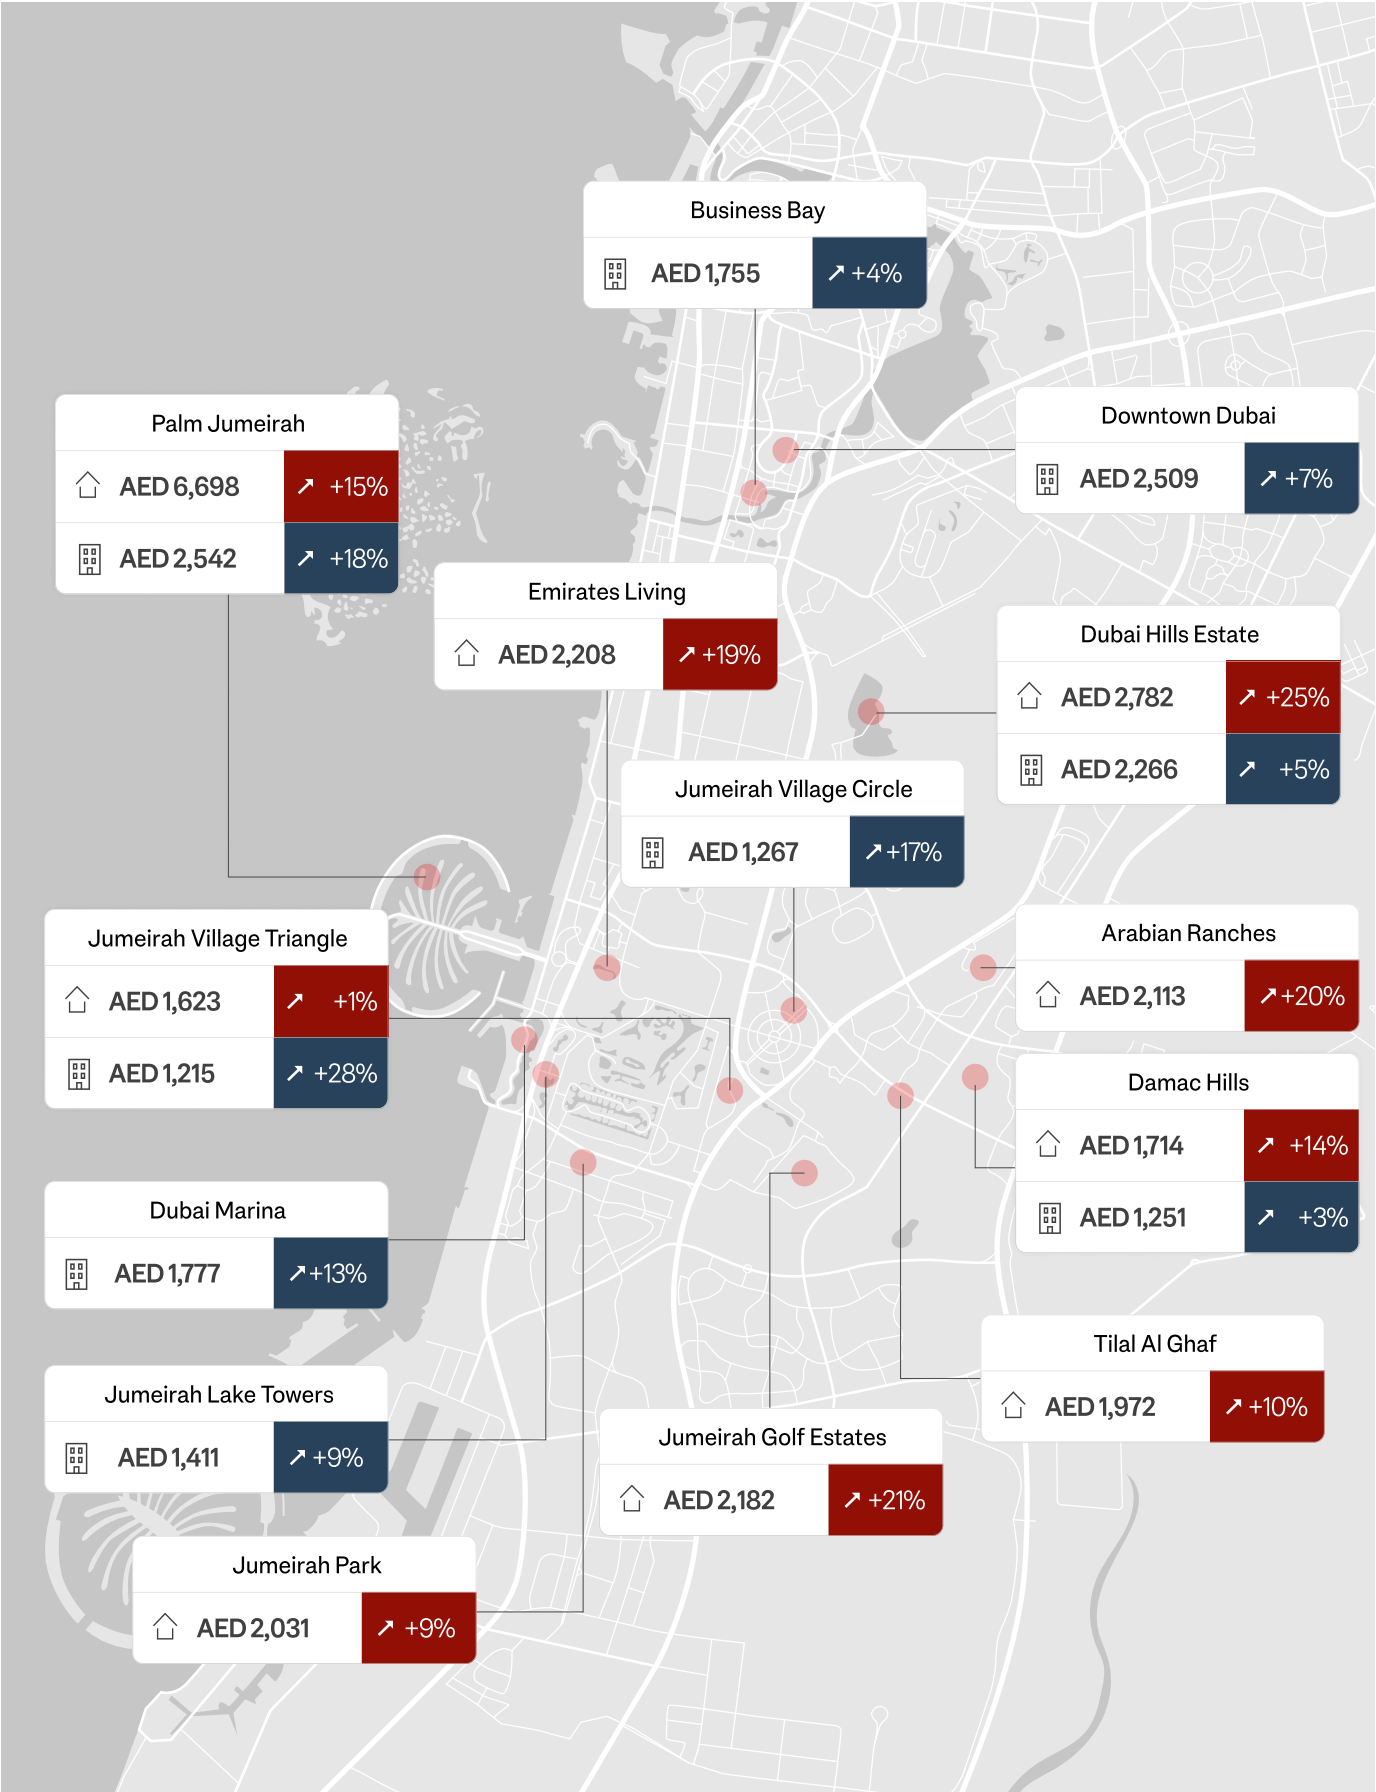 Business Bay
AED 1,755 +4%
Palm Jumeirah
AED 6,698 +15%
AED 2,542 +18%
Downtown Dubai
AED 2,509 +7%
Emirates Living
AED 2,208 +19%
Dubai Hills Estate
AED 2,782 +25%
AED 2,266 +5%
Jumeirah Village Circle
AED 1,267 +17%
Jumeirah Village Triangle
AED 1,623 +1%
AED 1,215 +28%
Arabian Ranches
AED 2,113 +20%
Damac Hills
AED 1,714 +14%
AED 1,251 +3%
Dubai Marina
AED 1,777 +13%
Tilal Al Ghaf
AED 1,972 +10%
Jumeirah Lake Towers
AED 1,411 +9%
Jumeirah Golf Estates
AED 2,182 +21%
Jumeirah Park
AED 2,031 +9%